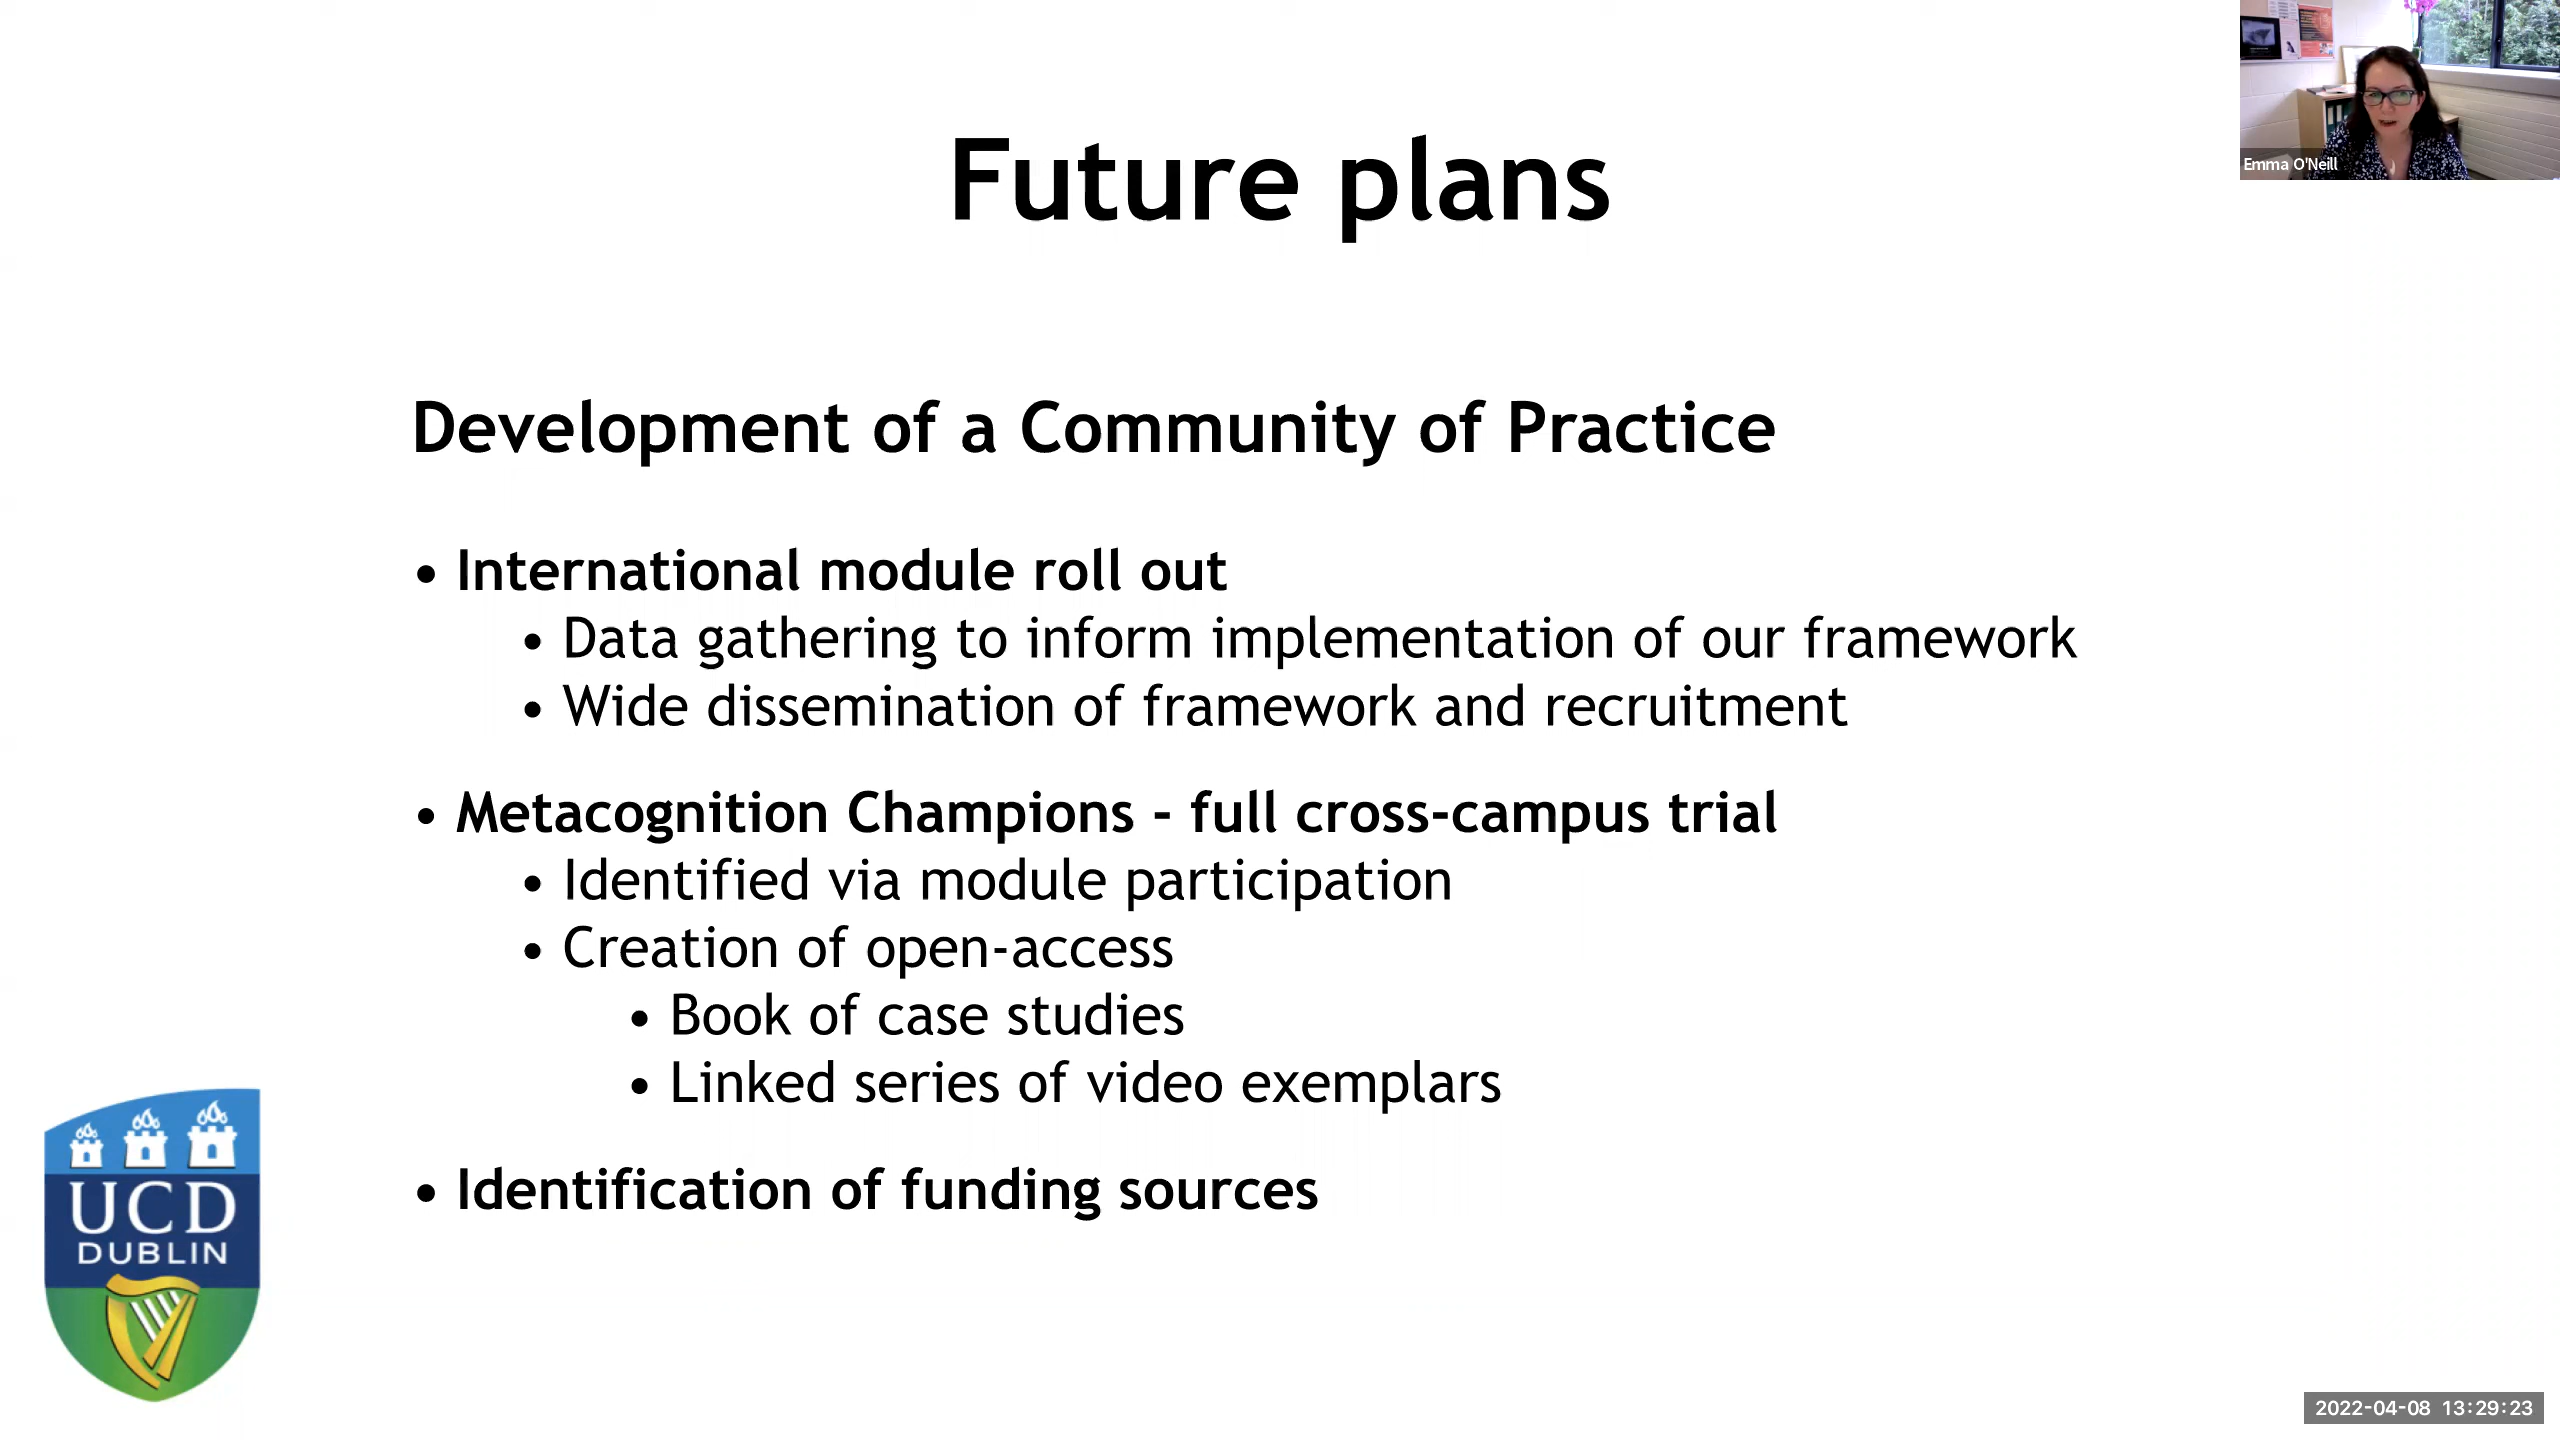 Future plans
Emma O'Neill
Development of a Community of Practice
• International module roll out
• Data gathering to inform implementation of our framework
• Wide dissemination of framework and recruitment
• Metacognition Champions - full cross-campus trial
• Identified via module participation
• Creation of open-access
• Book of case studies
• Linked series of video exemplars
• Identification of funding sources
UCD
DUBLIN
2022-04-08 13:29:23